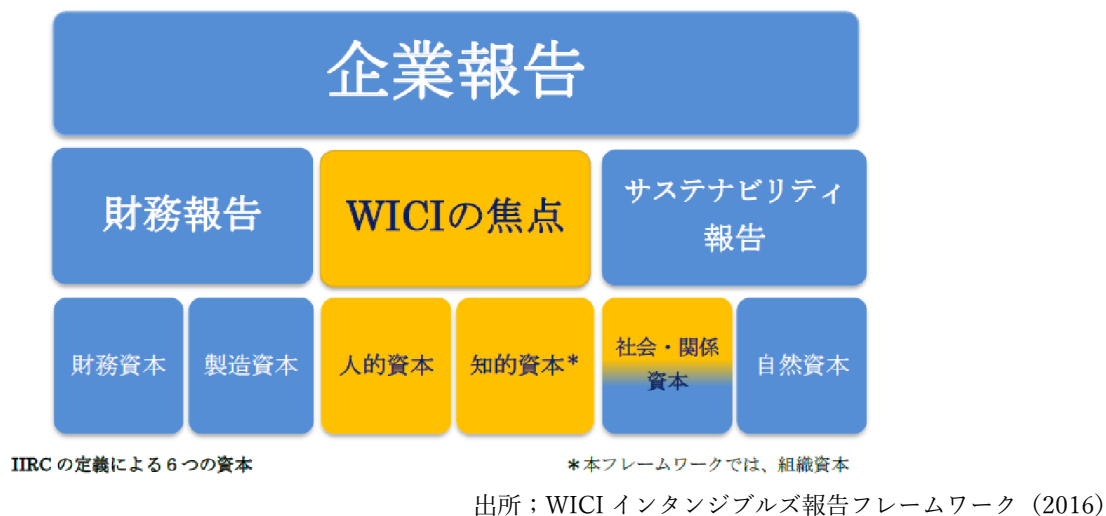 企業報告
財務報告
WICIの焦点
サステナビリティ
報告
財務資本
製造資本
人的資本
知的資本*
社会・関係
資本
自然資本
IIRC の定義による6つの資本
*本フレームワークでは、組織資本
出所；WICI インタンジブルズ報告フレームワーク（2016）